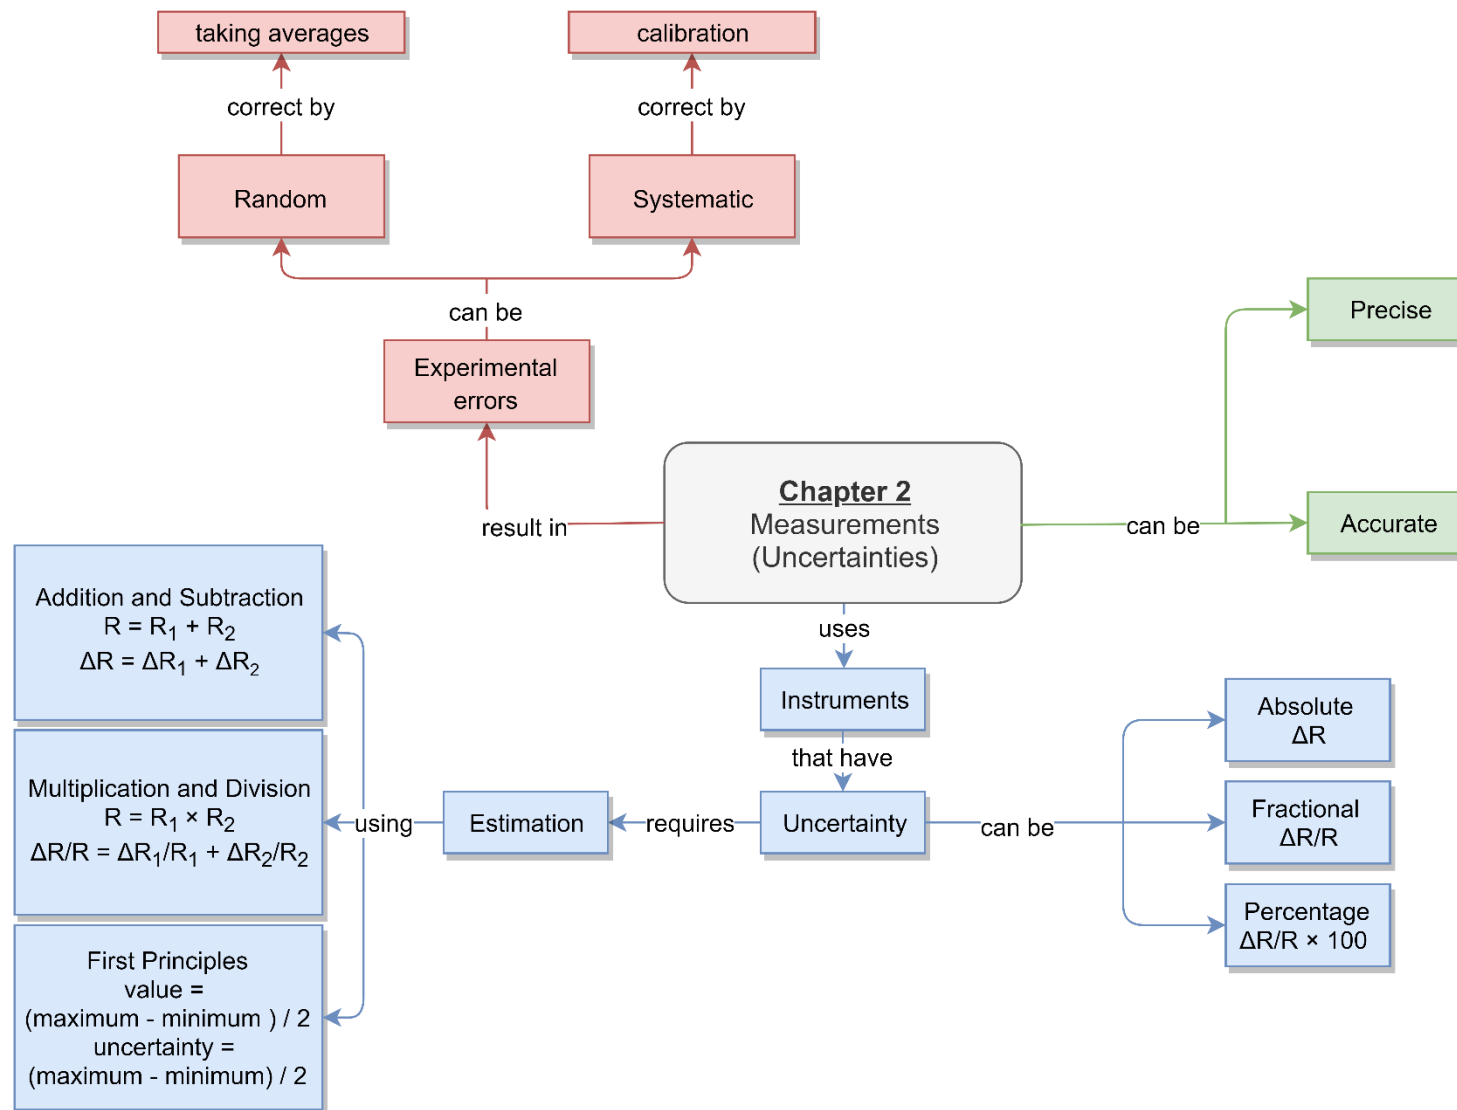 taking averages
calibration
correct by
correct by
Random
Systematic
can be
Experimental
errors
result in
Chapter 2
Measurements
(Uncertainties)
can be
Precise
Accurate
uses
Instruments
that have
Uncertainty
can be
Absolute
ΔR
Fractional
ΔR/R
Percentage
ΔR/R × 100
requires
Estimation
using
Addition and Subtraction
R = R₁ + R₂
ΔR = ΔR₁ + ΔR₂
Multiplication and Division
R = R₁ × R₂
ΔR/R = ΔR₁/R₁ + ΔR₂/R₂
First Principles
value =
(maximum - minimum ) / 2
uncertainty =
(maximum - minimum) / 2